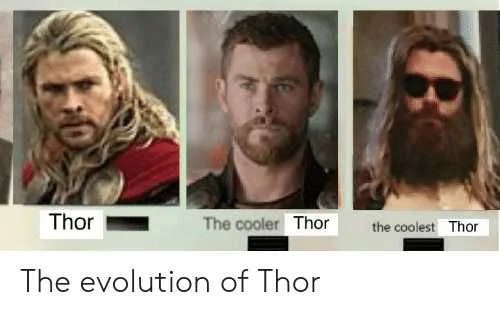 Thor
The cooler Thor
the coolest Thor
The evolution of Thor